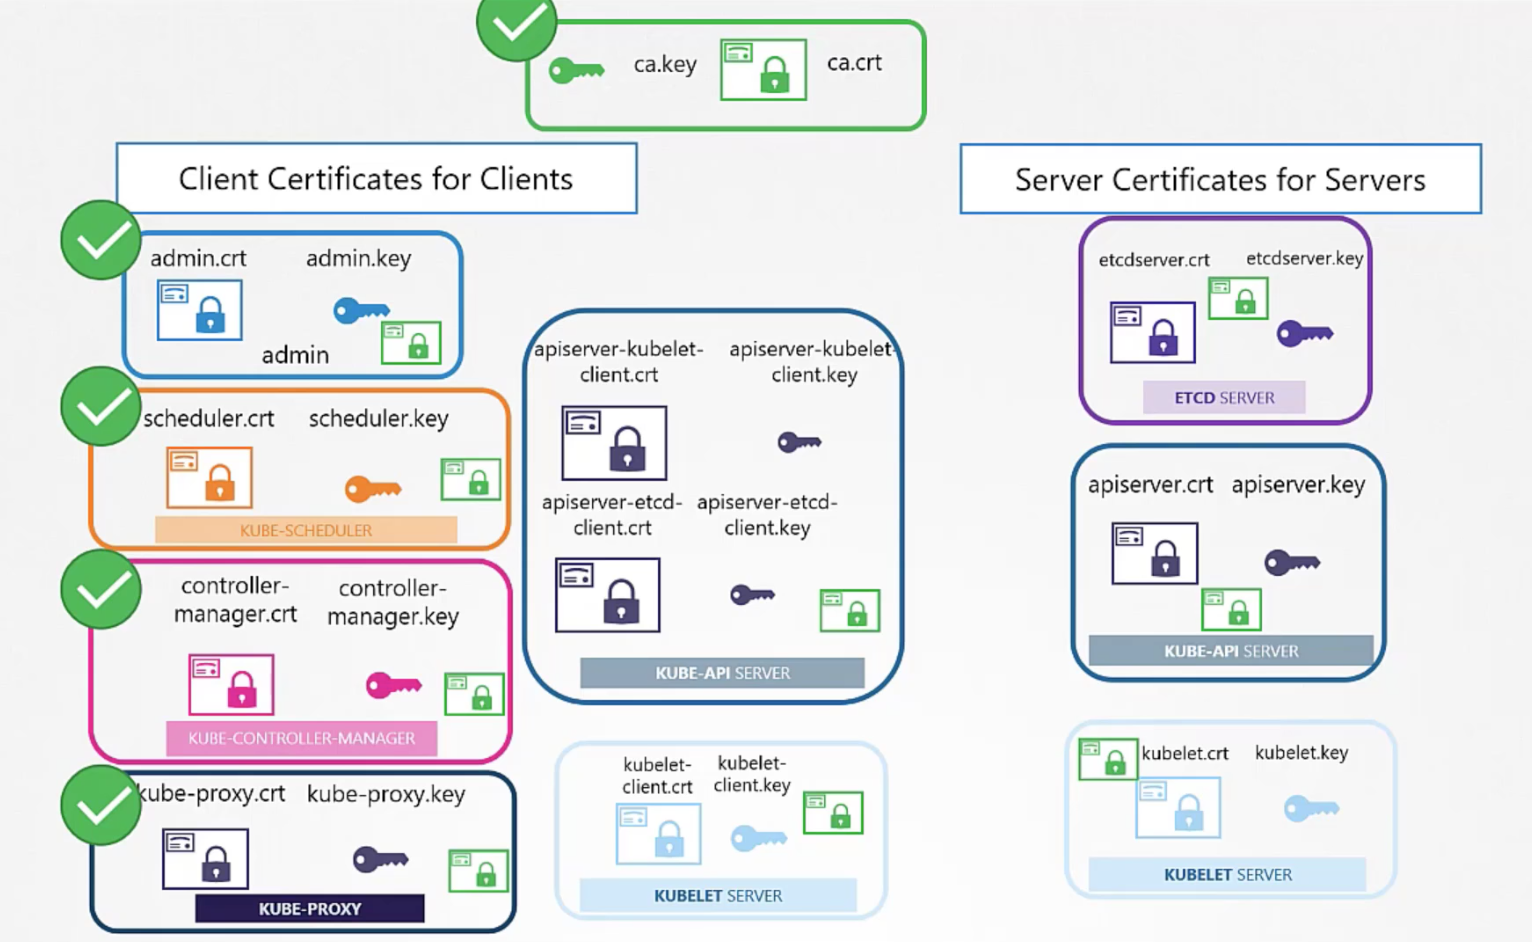 ca.key
ca.crt
Client Certificates for Clients
Server Certificates for Servers
admin.crt
admin.key
admin
scheduler.crt
scheduler.key
KUBE-SCHEDULER
controller-
manager.crt
controller-
manager.key
KUBE-CONTROLLER-MANAGER
kube-proxy.crt
kube-proxy.key
KUBE-PROXY
apiserver-kubelet-
client.crt
apiserver-kubelet-
client.key
apiserver-etcd-
client.crt
apiserver-etcd-
client.key
KUBE-API SERVER
kubelet-
client.crt
kubelet-
client.key
KUBELET SERVER
etcdserver.crt
etcdserver.key
ETCD SERVER
apiserver.crt
apiserver.key
KUBE-API SERVER
kubelet.crt
kubelet.key
KUBELET SERVER